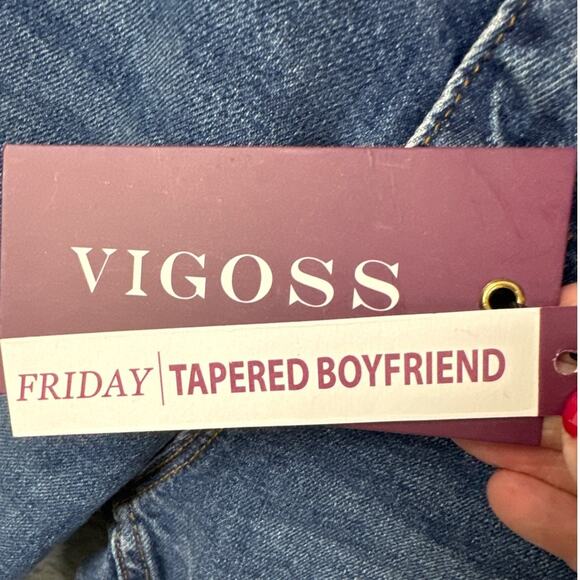 VIGOSS
FRIDAY | TAPERED BOYFRIEND